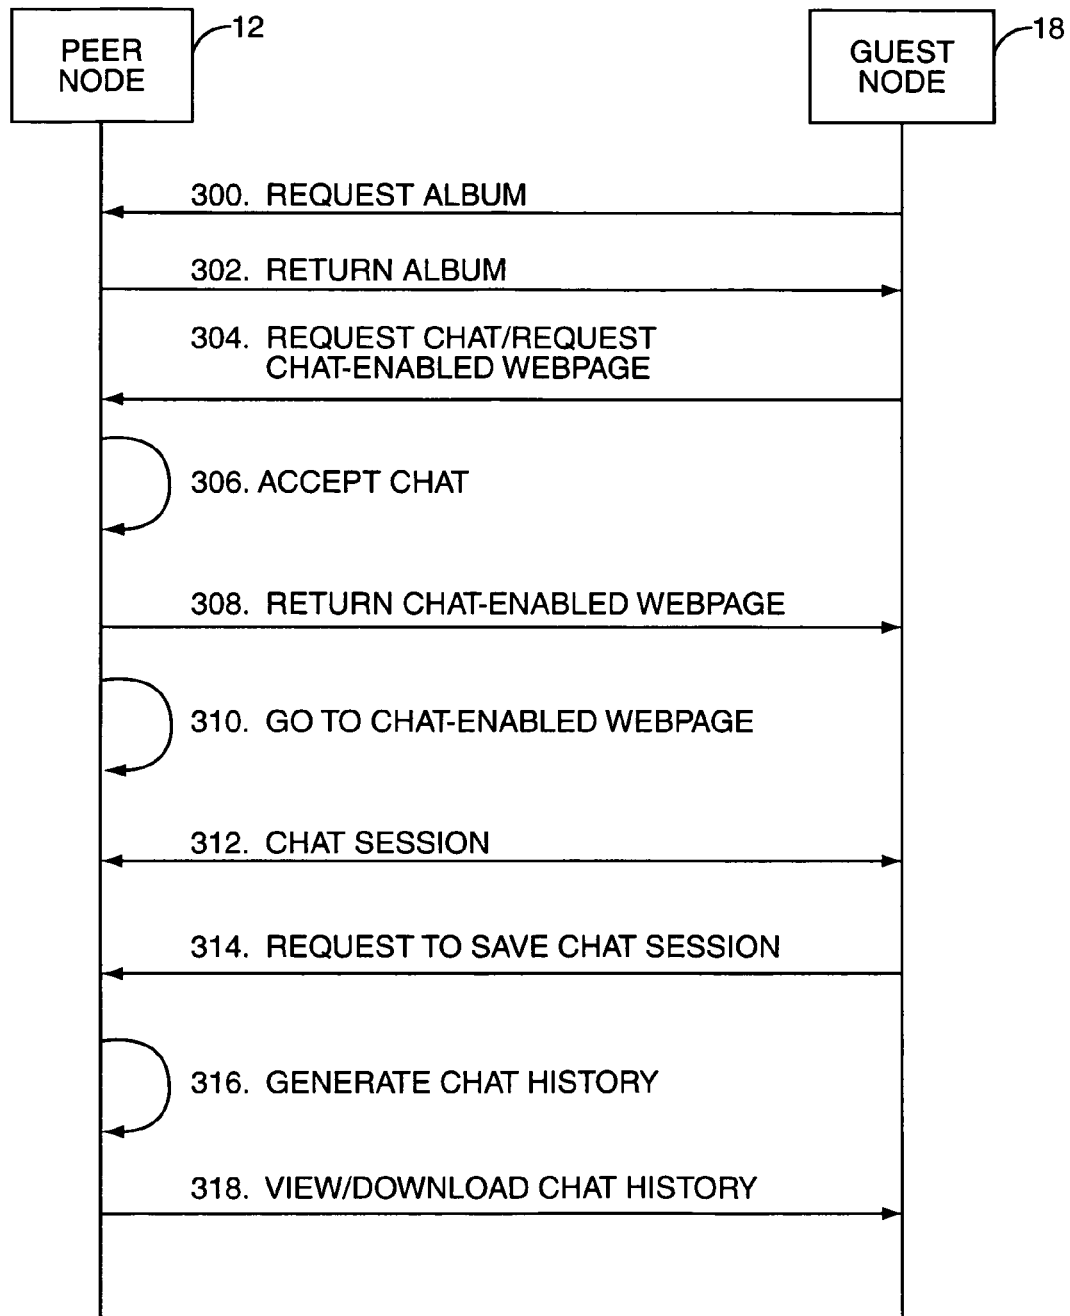 PEER
NODE
12
GUEST
NODE
18
300. REQUEST ALBUM
302. RETURN ALBUM
304. REQUEST CHAT/REQUEST
CHAT-ENABLED WEBPAGE
306. ACCEPT CHAT
308. RETURN CHAT-ENABLED WEBPAGE
310. GO TO CHAT-ENABLED WEBPAGE
312. CHAT SESSION
314. REQUEST TO SAVE CHAT SESSION
316. GENERATE CHAT HISTORY
318. VIEW/DOWNLOAD CHAT HISTORY